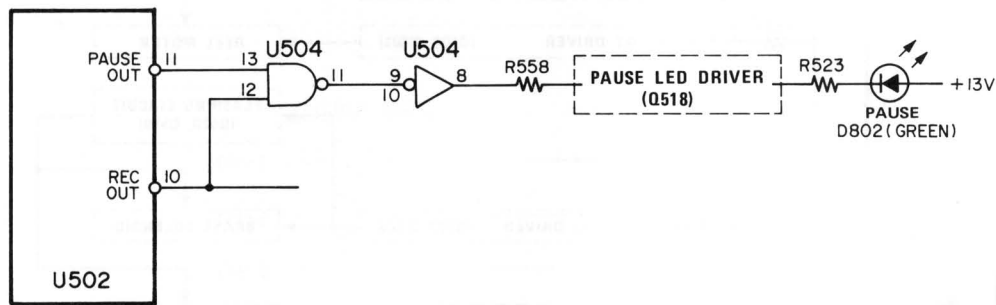 PAUSE
OUT
11
13
12
U504
11
U504
9
10
8
R558
PAUSE LED DRIVER
(Q518)
R523
+13V
PAUSE
D802 (GREEN)
REC
OUT
10
U502